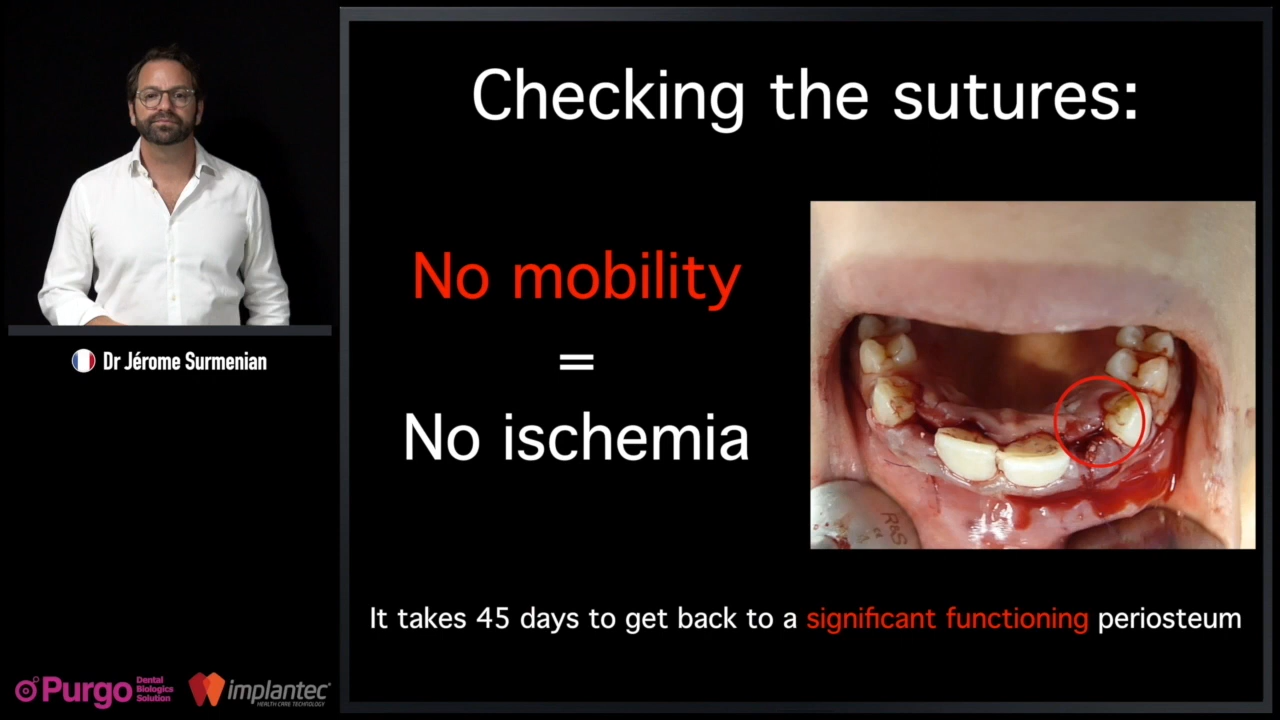 Checking the sutures:
No mobility
=
No ischemia
It takes 45 days to get back to a significant functioning periosteum
Dr Jérome Surmenian
Purgo Dental Biologics Solution
implantec
HEALTH CARE TECHNOLOGY
R&S